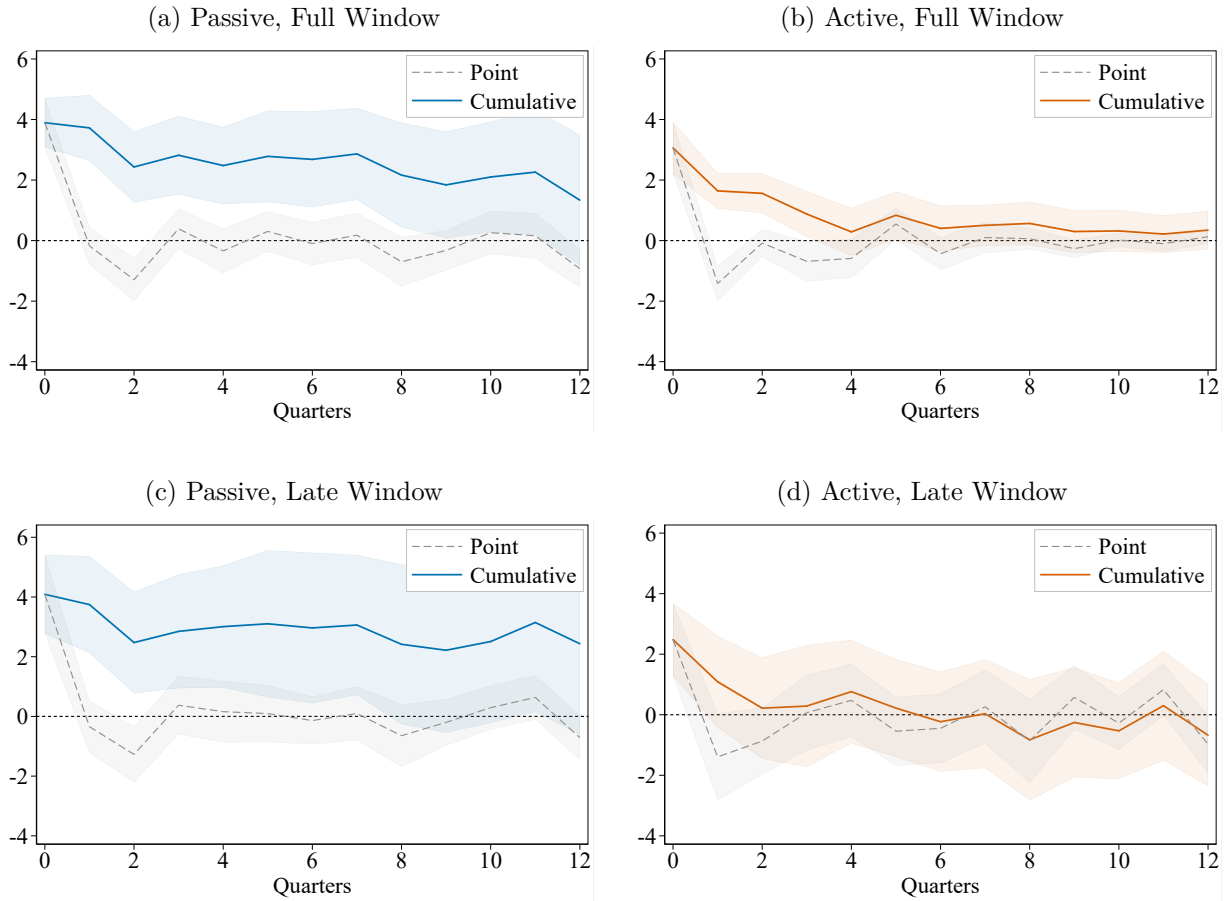 (a) Passive, Full Window
6
4
2
0
-2
-4
Point
Cumulative
0 2 4 6 8 10 12
Quarters
(b) Active, Full Window
6
4
2
0
-2
-4
Point
Cumulative
0 2 4 6 8 10 12
Quarters
(c) Passive, Late Window
6
4
2
0
-2
-4
Point
Cumulative
0 2 4 6 8 10 12
Quarters
(d) Active, Late Window
6
4
2
0
-2
-4
Point
Cumulative
0 2 4 6 8 10 12
Quarters